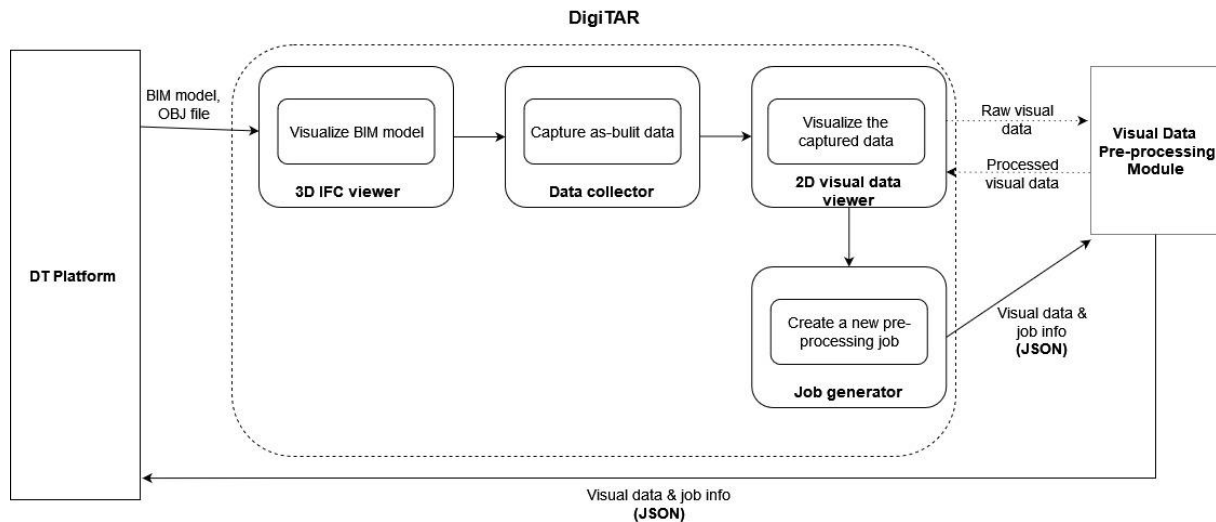 DigiTAR
BIM model,
OBJ file
Visualize BIM model
3D IFC viewer
Capture as-bulit data
Data collector
Visualize the
captured data
2D visual data
viewer
Raw visual
data
Processed
visual data
Visual Data
Pre-processing
Module
DT Platform
Create a new pre-
processing job
Job generator
Visual data &
job info
(JSON)
Visual data & job info
(JSON)